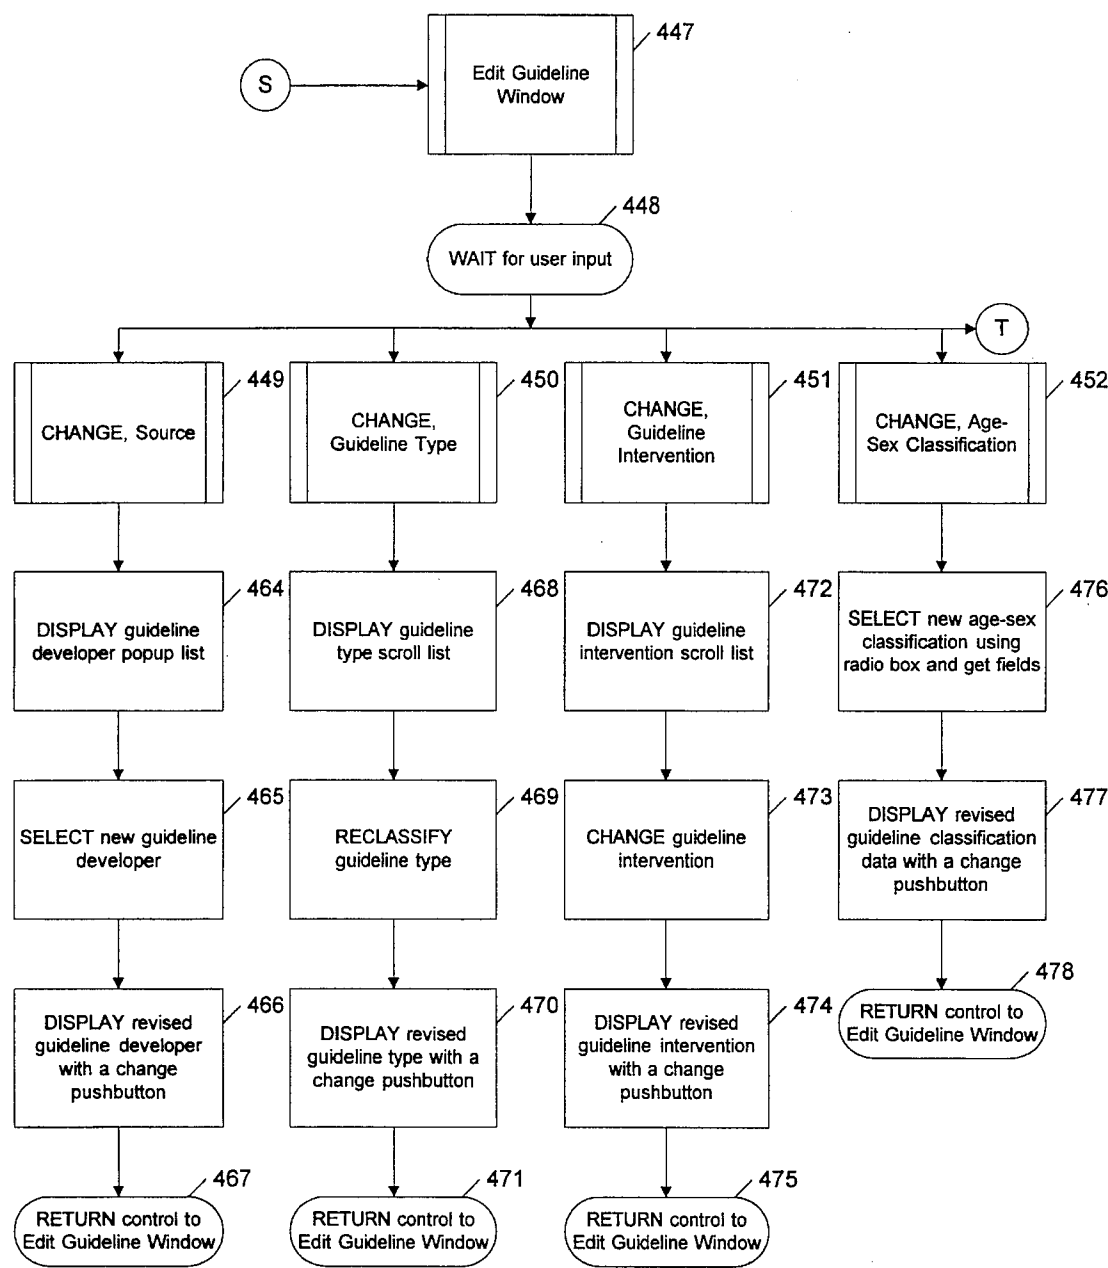 447
S
Edit Guideline
Window
448
WAIT for user input
T
449
450
451
452
CHANGE, Source
CHANGE,
Guideline Type
CHANGE,
Guideline
Intervention
CHANGE, Age-
Sex Classification
464
468
472
476
DISPLAY guideline
developer popup list
DISPLAY guideline
type scroll list
DISPLAY guideline
intervention scroll list
SELECT new age-sex
classification using
radio box and get fields
465
469
473
477
SELECT new guideline
developer
RECLASSIFY
guideline type
CHANGE guideline
intervention
DISPLAY revised
guideline classification
data with a change
pushbutton
466
470
474
478
DISPLAY revised
guideline developer
with a change
pushbutton
DISPLAY revised
guideline type with a
change pushbutton
DISPLAY revised
guideline intervention
with a change
pushbutton
RETURN control to
Edit Guideline Window
467
471
475
RETURN control to
Edit Guideline Window
RETURN control to
Edit Guideline Window
RETURN control to
Edit Guideline Window